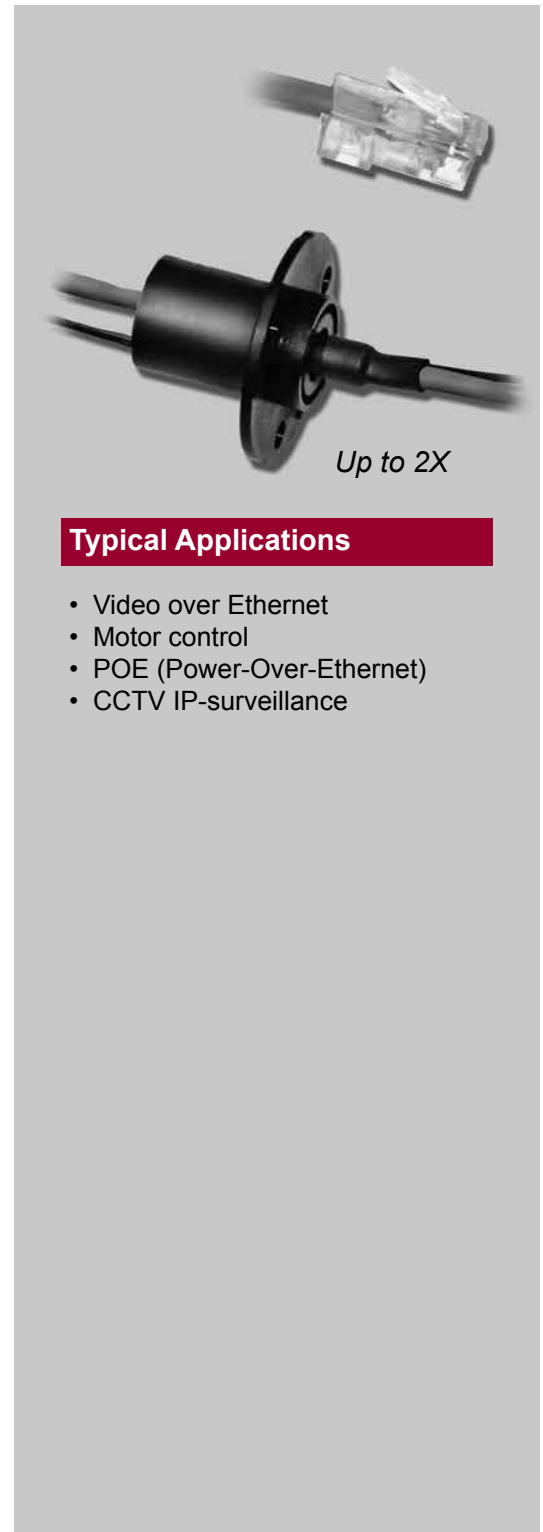 Up to 2X
Typical Applications
• Video over Ethernet
• Motor control
• POE (Power-Over-Ethernet)
• CCTV IP-surveillance